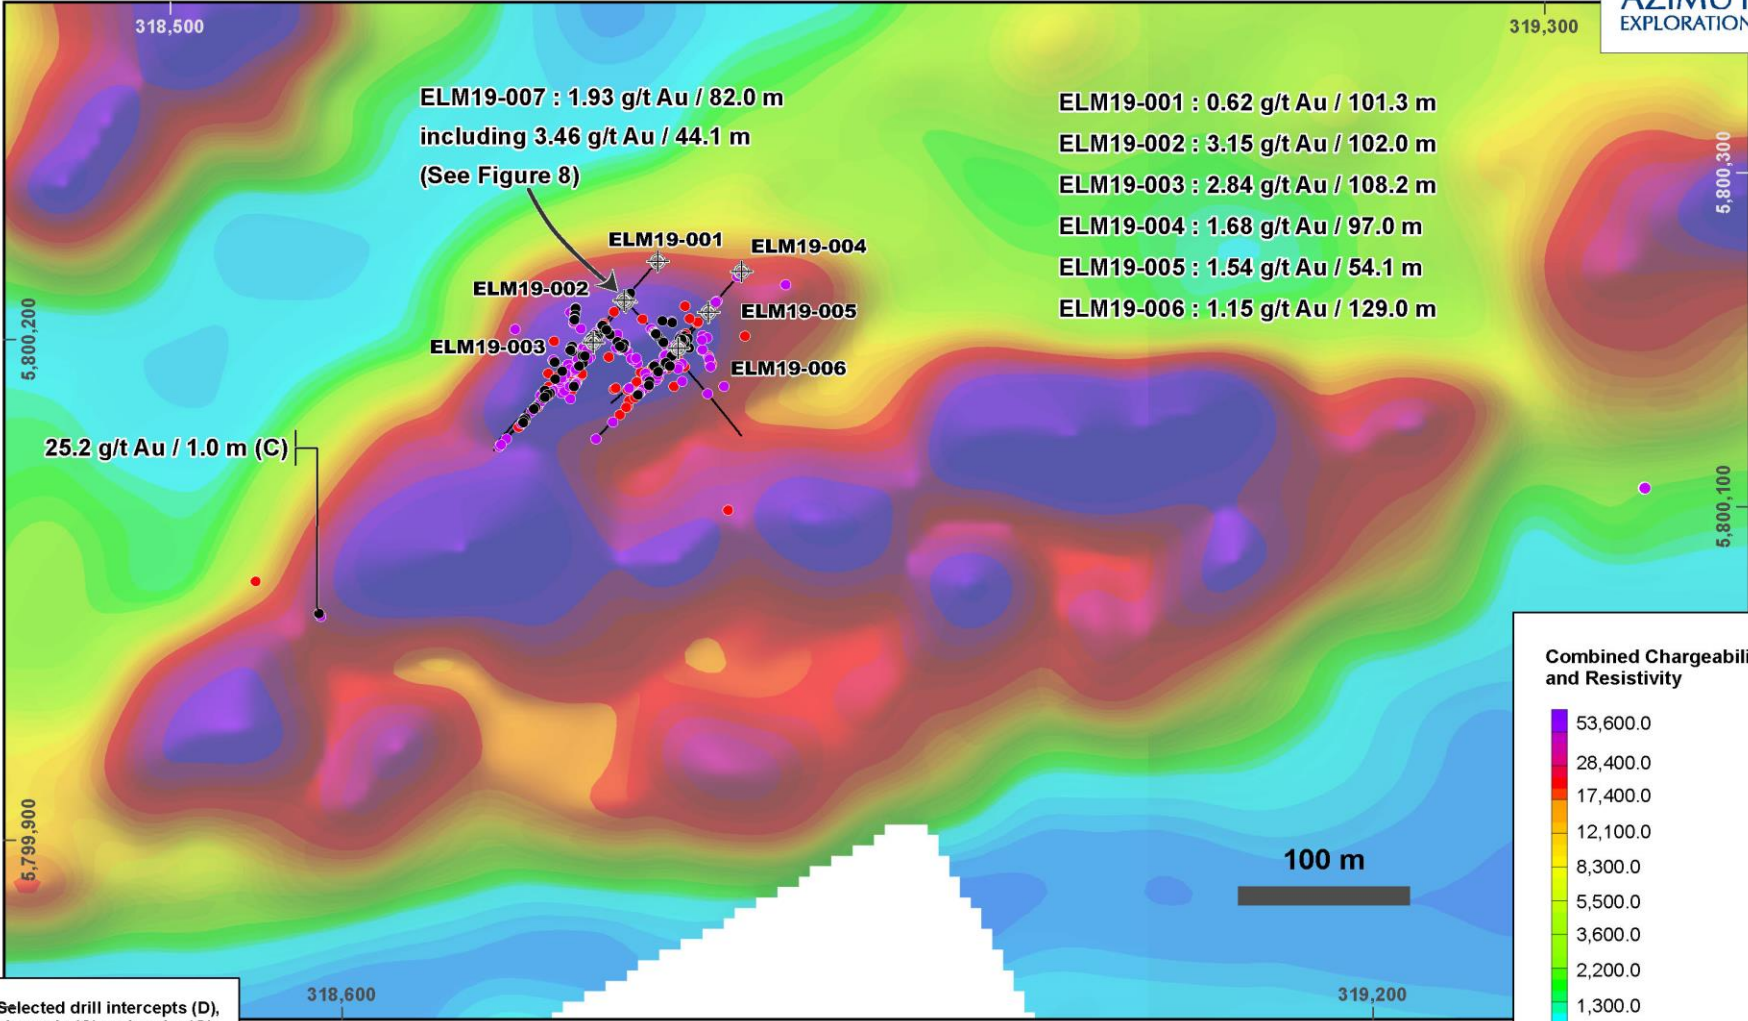 318,500
319,300
EXPLORATION
ELM19-007 : 1.93 g/t Au / 82.0 m
including 3.46 g/t Au / 44.1 m
(See Figure 8)
ELM19-001 : 0.62 g/t Au / 101.3 m
ELM19-002 : 3.15 g/t Au / 102.0 m
ELM19-003 : 2.84 g/t Au / 108.2 m
ELM19-004 : 1.68 g/t Au / 97.0 m
ELM19-005 : 1.54 g/t Au / 54.1 m
ELM19-006 : 1.15 g/t Au / 129.0 m
5,800,300
ELM19-001
ELM19-004
ELM19-002
ELM19-005
ELM19-003
ELM19-006
5,800,200
25.2 g/t Au / 1.0 m (C)
5,800,100
5,799,900
100 m
Combined Chargeabili
and Resistivity
53,600.0
28,400.0
17,400.0
12,100.0
8,300.0
5,500.0
3,600.0
2,200.0
1,300.0
318,600
319,200
Selected drill intercepts (D),